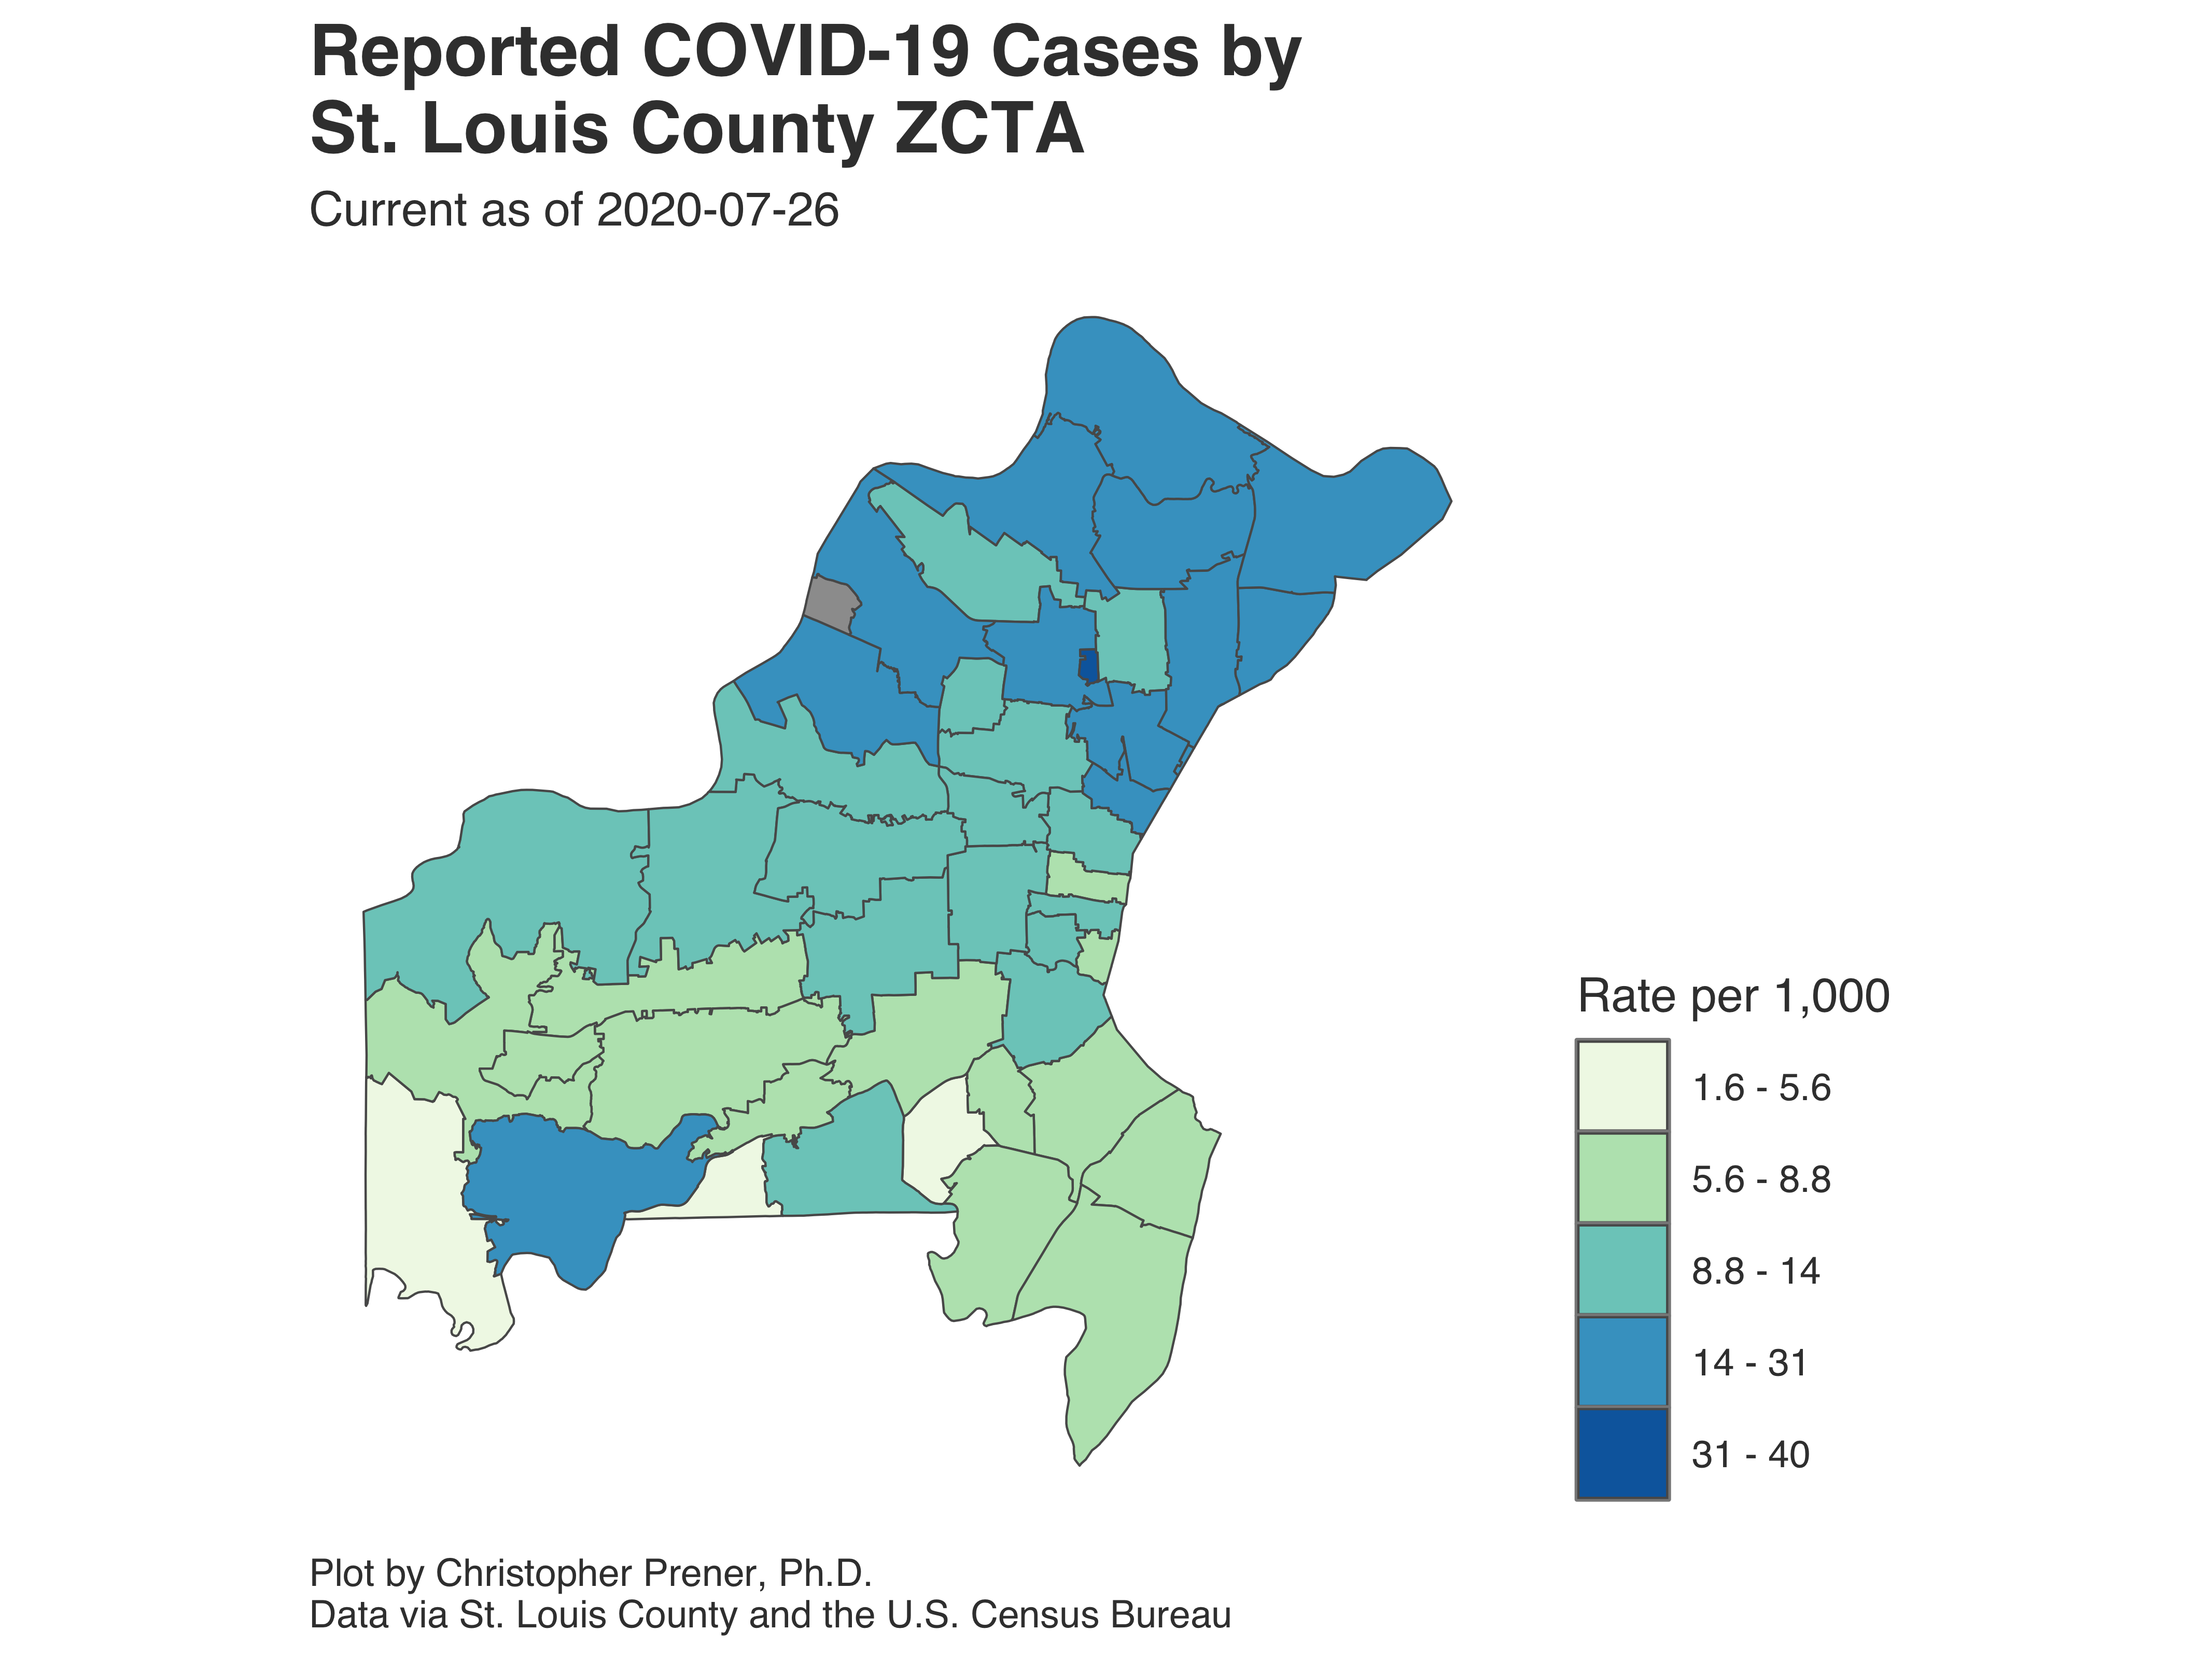 Reported COVID-19 Cases by
St. Louis County ZCTA
Current as of 2020-07-26
Rate per 1,000
1.6 - 5.6
5.6 - 8.8
8.8 - 14
14 - 31
31 - 40
Plot by Christopher Prener, Ph.D.
Data via St. Louis County and the U.S. Census Bureau